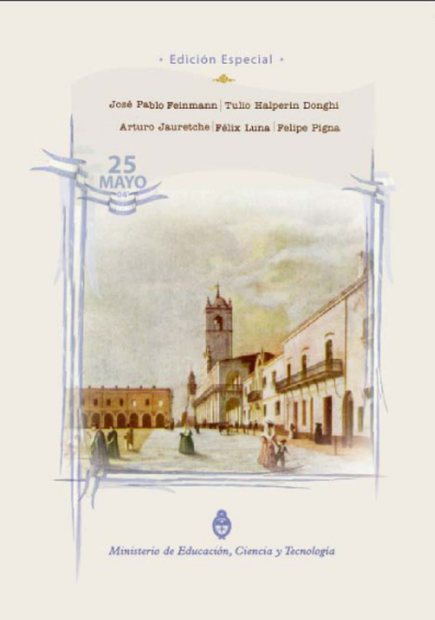 • Edición Especial •
José Pablo Feinmann | Tulio Halperin Donghi
Arturo Jauretche | Félix Luna | Felipe Pigna
25
MAYO
04'
Ministerio de Educación, Ciencia y Tecnología